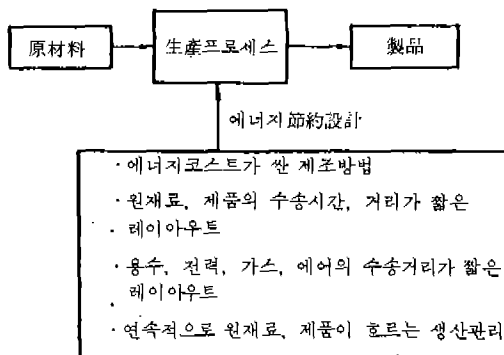 原材料
生産프로세스
製品
에너지節約設計
· 에너지코스트가 싼 제조방법
· 원재료, 제품의 수송시간, 거리가 짧은
· 레이아우트
· 용수, 전력, 가스, 에어의 수송거리가 짧은
레이아우트
· 연속적으로 원재료, 제품이 흐르는 생산관리